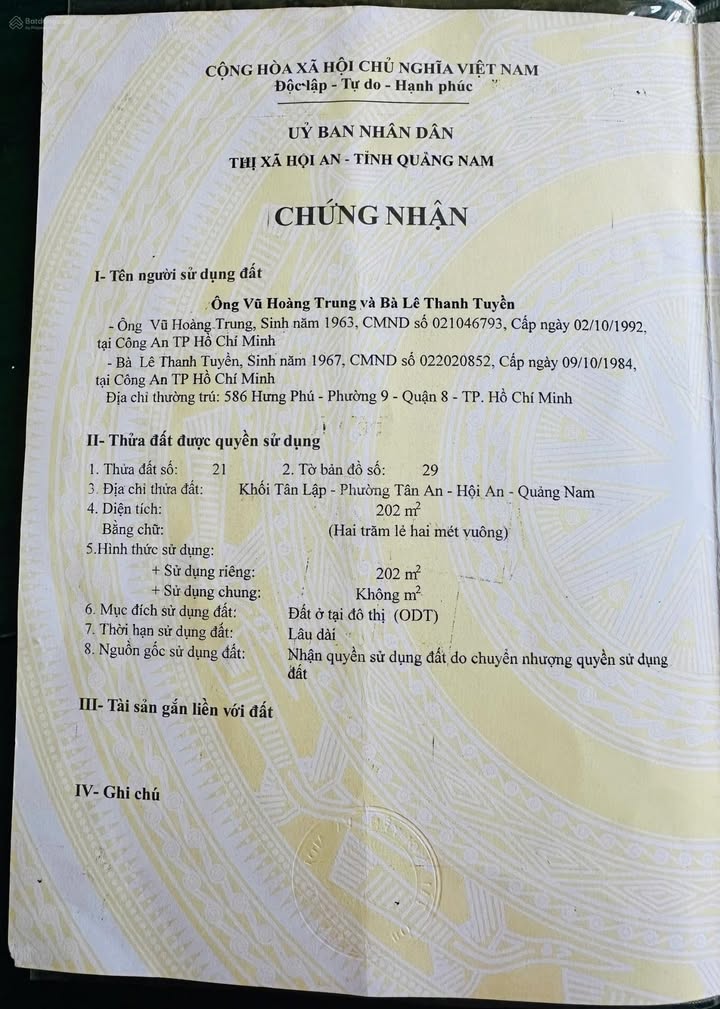 CỘNG HÒA XÃ HỘI CHỦ NGHĨA VIỆT NAM
Độc lập - Tự do - Hạnh phúc
UỶ BAN NHÂN DÂN
THỊ XÃ HỘI AN - TỈNH QUẢNG NAM
CHỨNG NHẬN
I- Tên người sử dụng đất
Ông Vũ Hoàng Trung và Bà Lê Thanh Tuyền
- Ông Vũ Hoàng Trung, Sinh năm 1963, CMND số 021046793, Cấp ngày 02/10/1992,
tại Công An TP Hồ Chí Minh
- Bà Lê Thanh Tuyền, Sinh năm 1967, CMND số 022020852, Cấp ngày 09/10/1984,
tại Công An TP Hồ Chí Minh
Địa chỉ thường trú: 586 Hưng Phú - Phường 9 - Quận 8 - TP. Hồ Chí Minh
II- Thửa đất được quyền sử dụng
1. Thửa đất số: 21 2. Tờ bản đồ số: 29
3. Địa chỉ thửa đất: Khối Tân Lập - Phường Tân An - Hội An - Quảng Nam
4. Diện tích: 202 m²
Bằng chữ: (Hai trăm lẻ hai mét vuông)
5.Hình thức sử dụng:
+ Sử dụng riêng: 202 m²
+ Sử dụng chung: Không m²
6. Mục đích sử dụng đất: Đất ở tại đô thị (ODT)
7. Thời hạn sử dụng đất: Lâu dài
8. Nguồn gốc sử dụng đất: Nhận quyền sử dụng đất do chuyển nhượng quyền sử dụng
đất
III- Tài sản gắn liền với đất
IV- Ghi chú